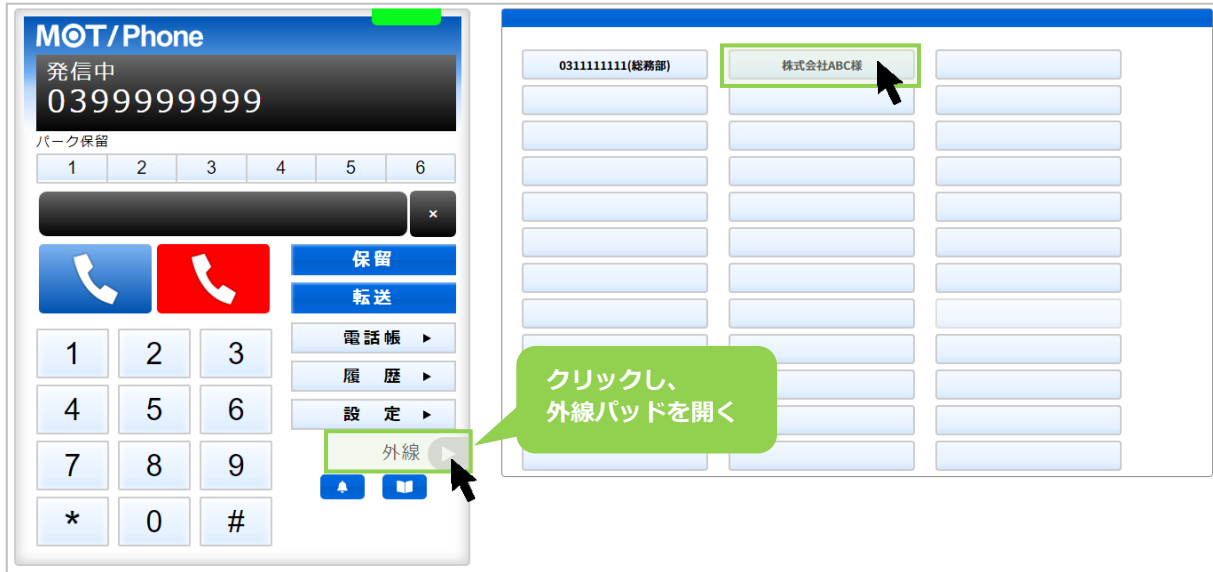 MOT/Phone
発信中
0399999999
パーク保留
1 2 3 4 5 6
×
保留
転送
電話帳 ▶
履 歴 ▶
設 定 ▶
外線
1 2 3
4 5 6
7 8 9
* 0 #
0311111111(総務部)
株式会社ABC様
クリックし、
外線パッドを開く